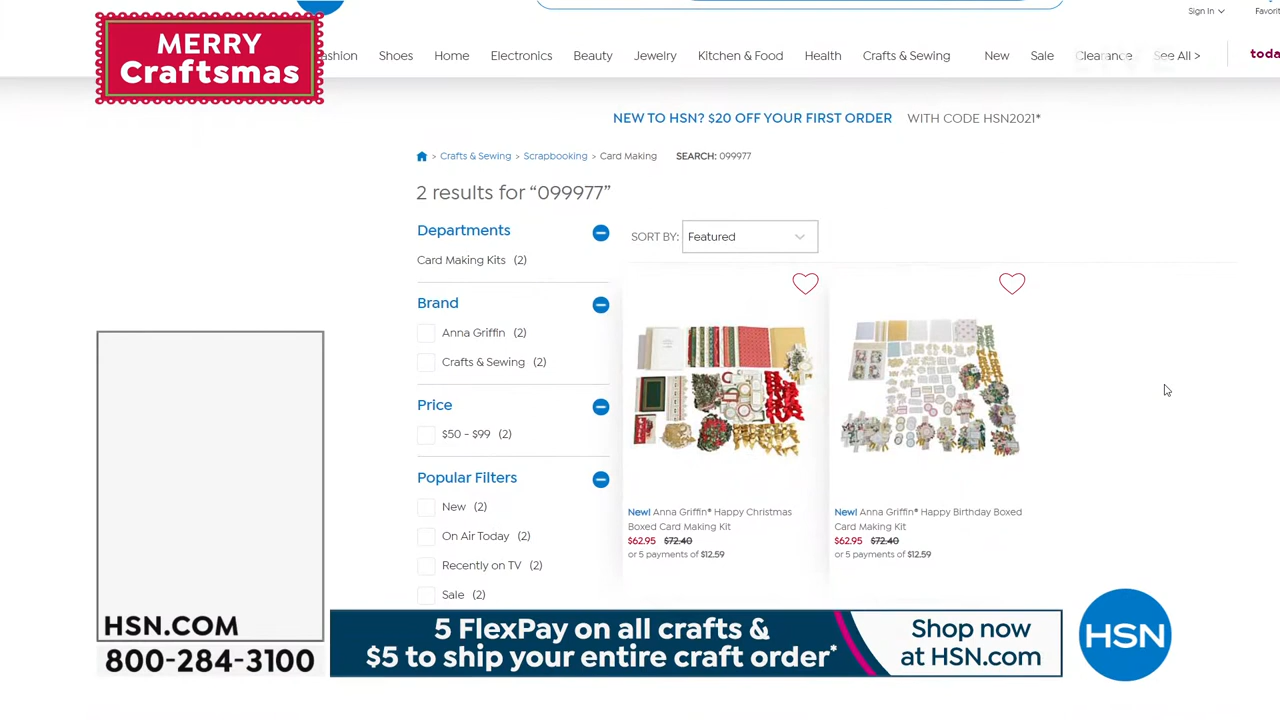 MERRY
Craftsmas
Sign In
Favorit
ashion Shoes Home Electronics Beauty Jewelry Kitchen & Food Health Crafts & Sewing New Sale Clearance See All > toda
NEW TO HSN? $20 OFF YOUR FIRST ORDER WITH CODE HSN2021*
> Crafts & Sewing > Scrapbooking > Card Making SEARCH: 099977
2 results for “099977”
Departments
Card Making Kits (2)
Brand
Anna Griffin (2)
Crafts & Sewing (2)
Price
$50 - $99 (2)
Popular Filters
New (2)
On Air Today (2)
Recently on TV (2)
Sale (2)
SORT BY: Featured
New! Anna Griffin® Happy Christmas
Boxed Card Making Kit
$62.95 $72.40
or 5 payments of $12.59
New! Anna Griffin® Happy Birthday Boxed
Card Making Kit
$62.95 $72.40
or 5 payments of $12.59
HSN.COM
800-284-3100
5 FlexPay on all crafts &
$5 to ship your entire craft order*
Shop now
at HSN.com
HSN